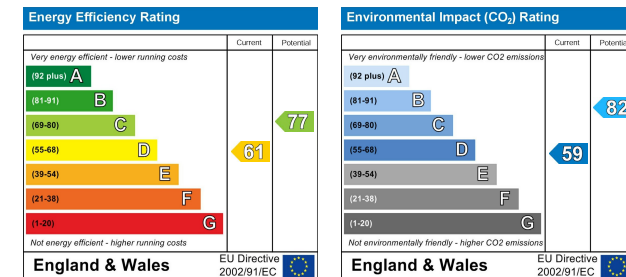 Energy Efficiency Rating
Current Potential
Very energy efficient - lower running costs
(92 plus) A
(81-91) B
(69-80) C
77
(55-68) D
61
(39-54) E
(21-38) F
(1-20) G
Not energy efficient - higher running costs
England & Wales
EU Directive
2002/91/EC
Environmental Impact (CO₂) Rating
Current Potential
Very environmentally friendly - lower CO2 emissions
(92 plus) A
(81-91) B
82
(69-80) C
(55-68) D
59
(39-54) E
(21-38) F
(1-20) G
Not environmentally friendly - higher CO2 emissions
England & Wales
EU Directive
2002/91/EC